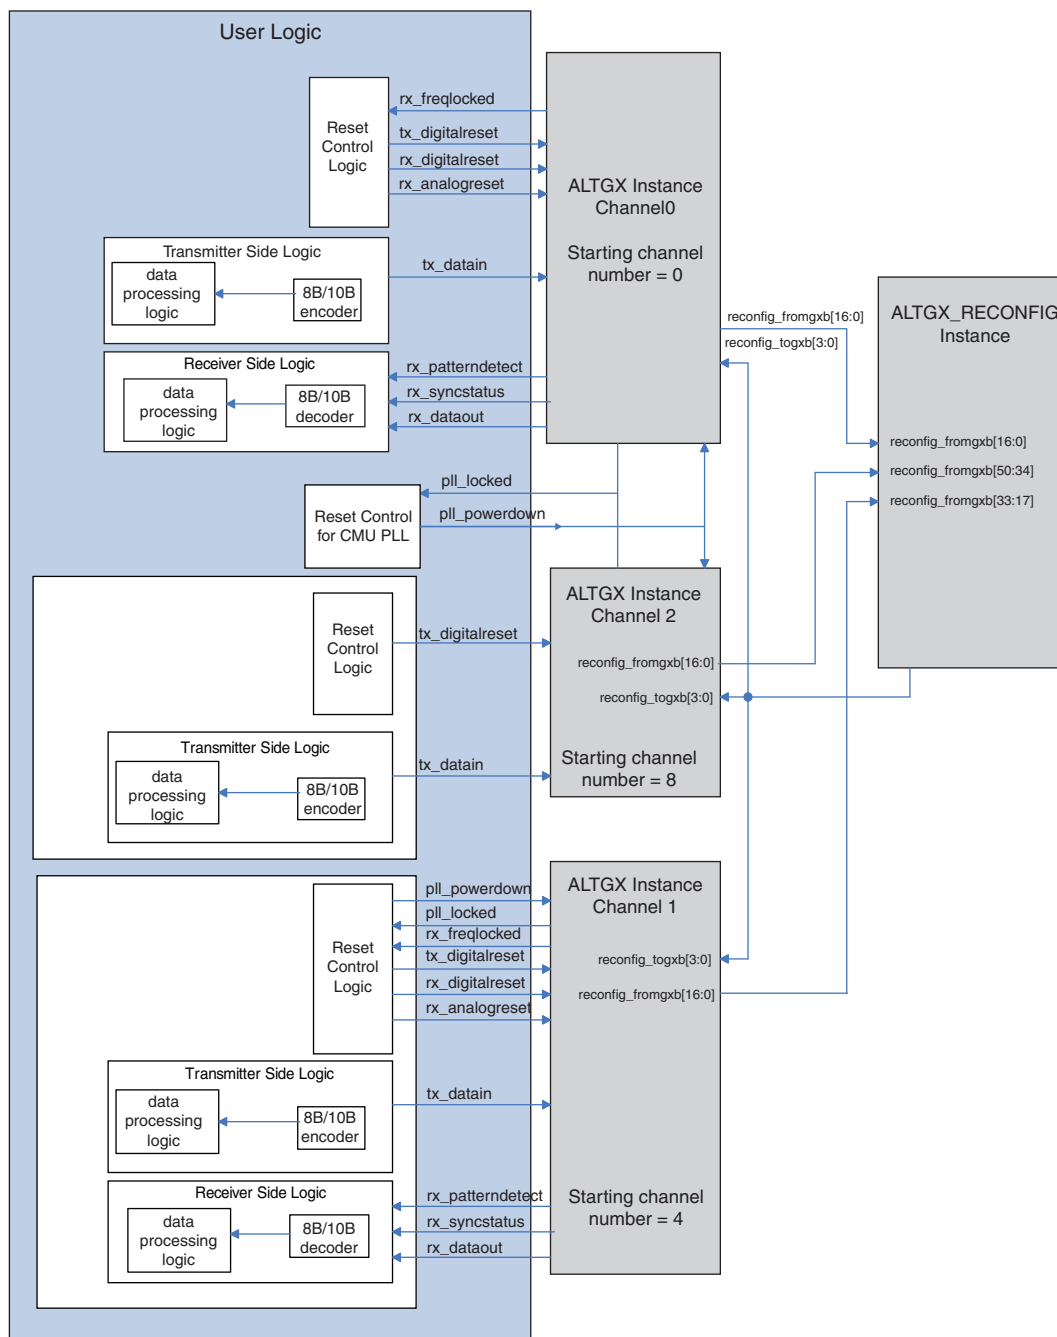 User Logic
Reset
Control
Logic
rx_freqlocked
tx_digitalreset
rx_digitalreset
rx_analogreset
ALTGX Instance
Channel0
Starting channel
number = 0
Transmitter Side Logic
data
processing
logic
8B/10B
encoder
tx_datain
Receiver Side Logic
data
processing
logic
8B/10B
decoder
rx_patterndetect
rx_syncstatus
rx_dataout
reconfig_fromgxb[16:0]
reconfig_togxb[3:0]
ALTGX_RECONFIG
Instance
reconfig_fromgxb[16:0]
reconfig_fromgxb[50:34]
reconfig_fromgxb[33:17]
Reset Control
for CMU PLL
pll_locked
pll_powerdown
Reset
Control
Logic
tx_digitalreset
ALTGX Instance
Channel 2
reconfig_fromgxb[16:0]
reconfig_togxb[3:0]
Starting channel
number = 8
Transmitter Side Logic
data
processing
logic
8B/10B
encoder
tx_datain
Reset
Control
Logic
pll_powerdown
pll_locked
rx_freqlocked
tx_digitalreset
rx_digitalreset
rx_analogreset
ALTGX Instance
Channel 1
reconfig_togxb[3:0]
reconfig_fromgxb[16:0]
Transmitter Side Logic
data
processing
logic
8B/10B
encoder
tx_datain
Receiver Side Logic
data
processing
logic
8B/10B
decoder
rx_patterndetect
rx_syncstatus
rx_dataout
Starting channel
number = 4